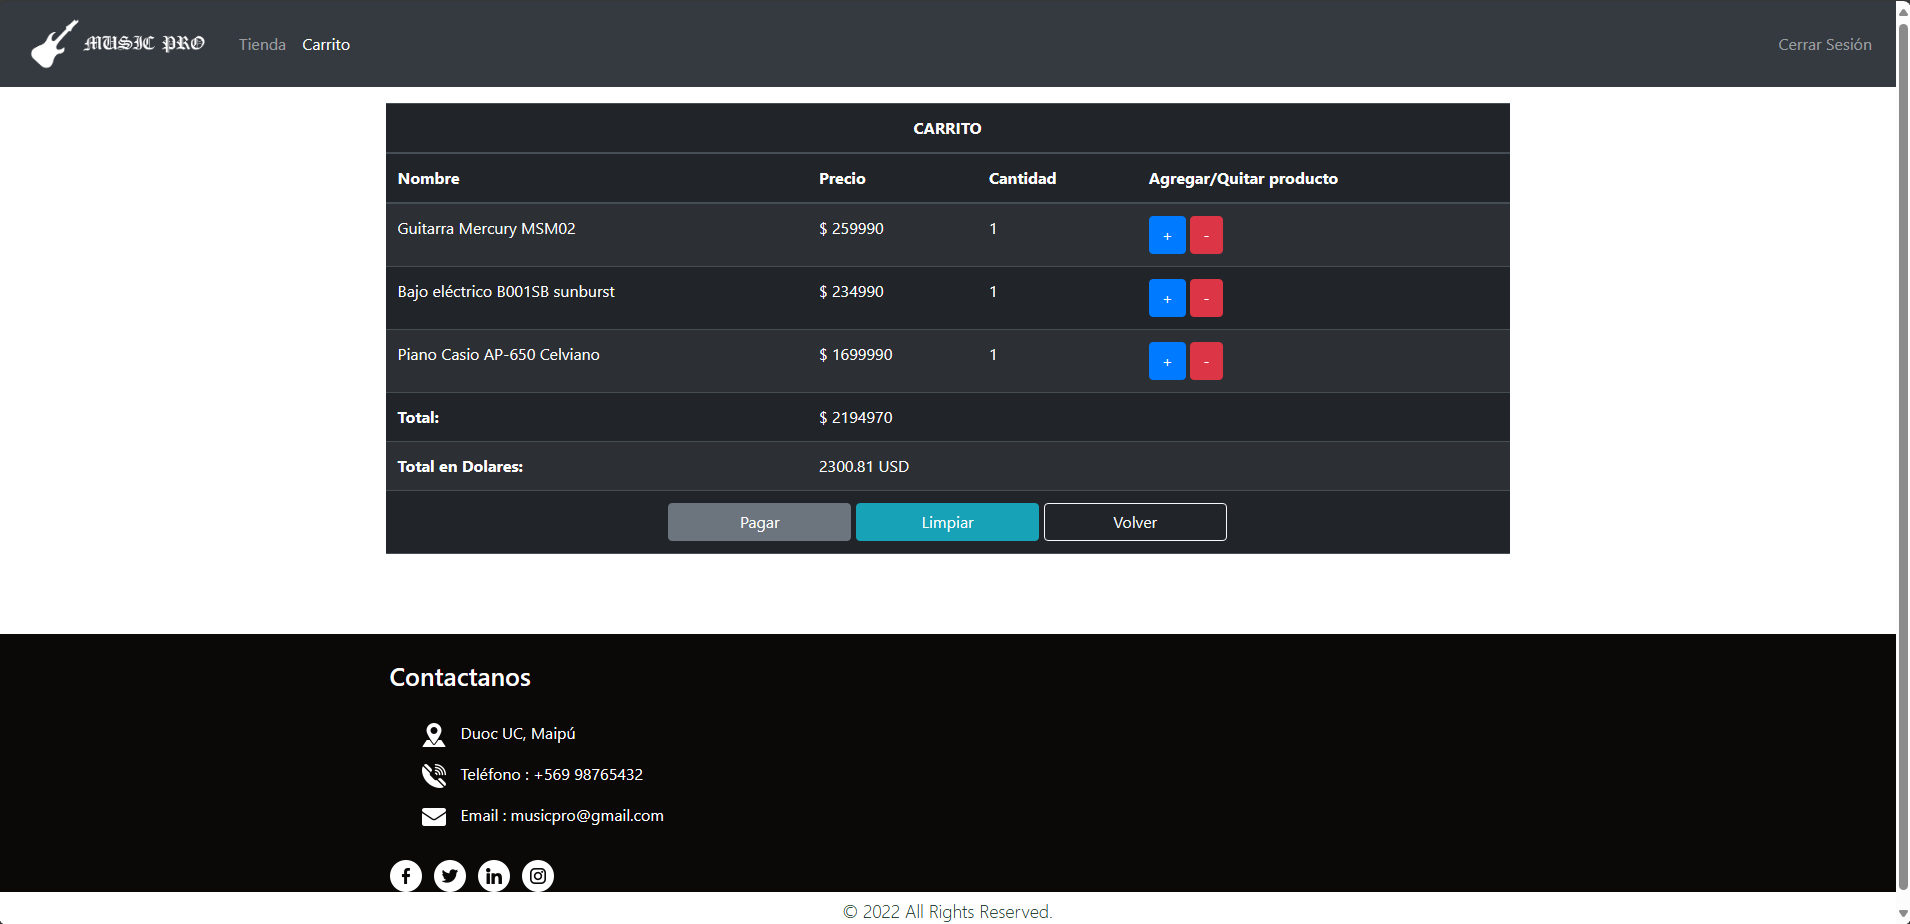 MUSIC PRO Tienda Carrito Cerrar Sesión
CARRITO
Nombre Precio Cantidad Agregar/Quitar producto
Guitarra Mercury MSM02 $ 259990 1 + -
Bajo eléctrico B001SB sunburst $ 234990 1 + -
Piano Casio AP-650 Celviano $ 1699990 1 + -
Total: $ 2194970
Total en Dolares: 2300.81 USD
Pagar Limpiar Volver
Contactanos
Duoc UC, Maipú
Teléfono : +569 98765432
Email : musicpro@gmail.com
© 2022 All Rights Reserved.